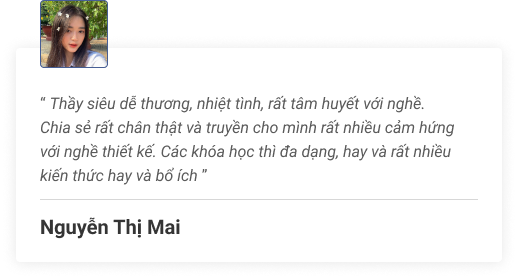 “ Thầy siêu dễ thương, nhiệt tình, rất tâm huyết với nghề.
Chia sẻ rất chân thật và truyền cho mình rất nhiều cảm hứng
với nghề thiết kế. Các khóa học thì đa dạng, hay và rất nhiều
kiến thức hay và bổ ích ”
Nguyễn Thị Mai